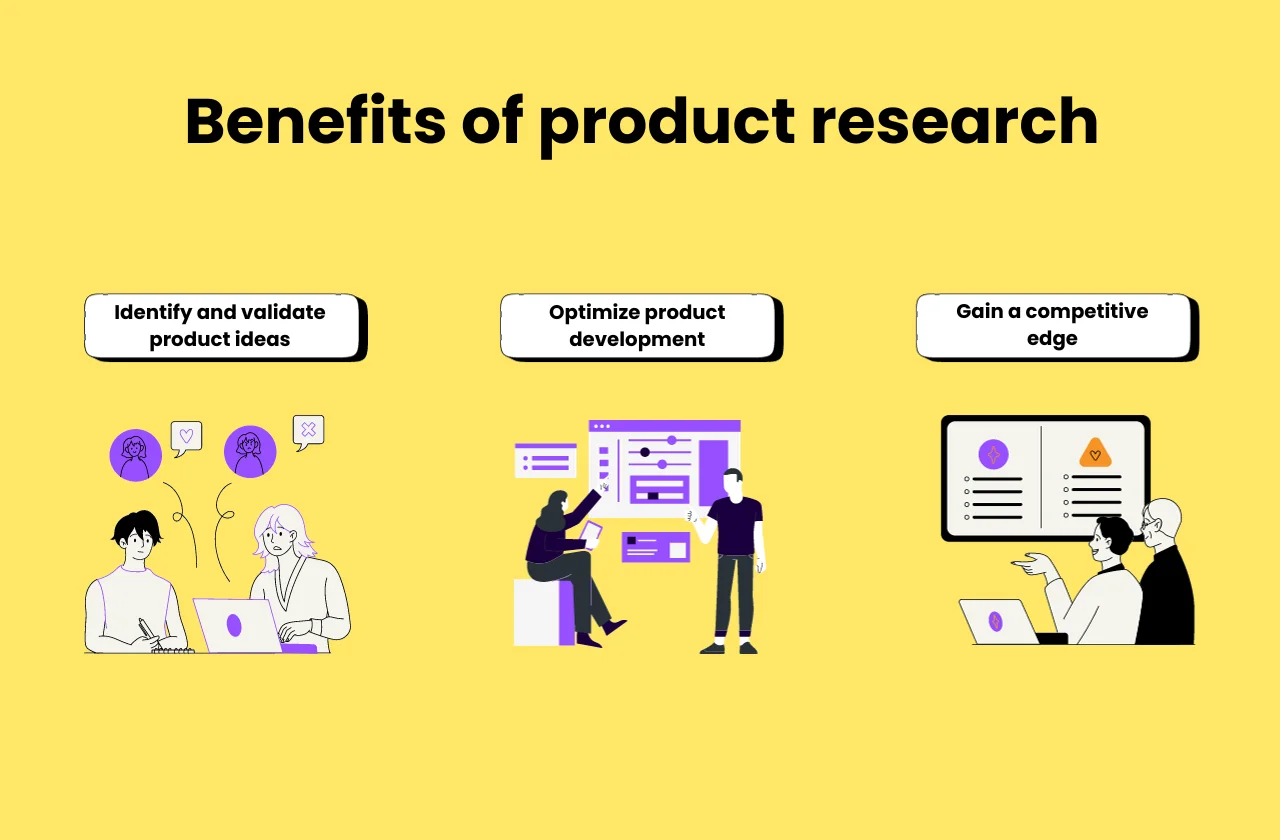 Benefits of product research
Identify and validate
product ideas
Optimize product
development
Gain a competitive
edge